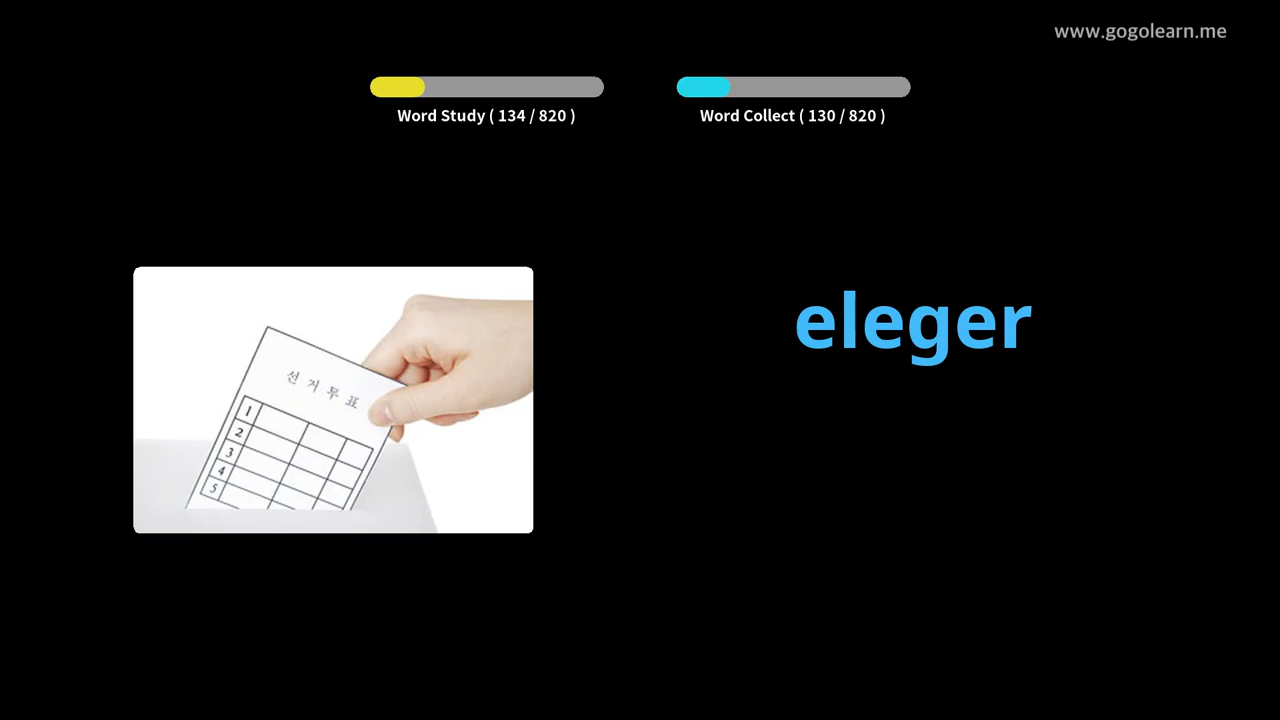 www.gogolearn.me
Word Study ( 134 / 820 )
Word Collect ( 130 / 820 )
eleger
선 거 투 표
1
2
3
4
5